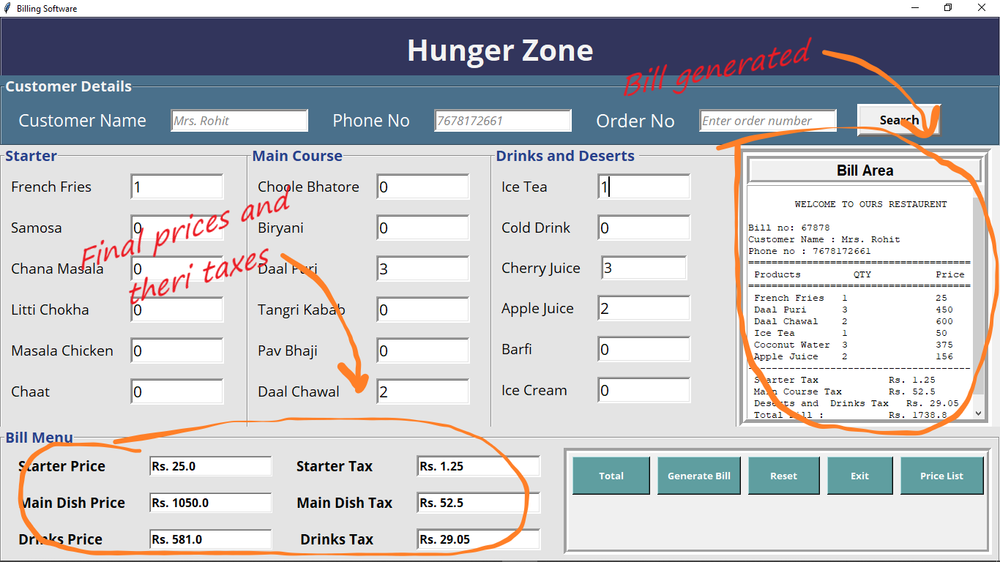 Billing Software
Hunger Zone
Bill generated
Customer Details
Customer Name Mrs. Rohit Phone No 7678172661 Order No Enter order number Search
Starter
French Fries 1
Samosa 0
Chana Masala 0
Litti Chokha 0
Masala Chicken 0
Chaat 0
Final prices and
theri taxes
Main Course
Choole Bhatore 0
Biryani 0
Daal Puri 3
Tangri Kabab 0
Pav Bhaji 0
Daal Chawal 2
Drinks and Deserts
Ice Tea 1
Cold Drink 0
Cherry Juice 3
Apple Juice 2
Barfi 0
Ice Cream 0
Bill Area
WELCOME TO OURS RESTAURENT
Bill no: 67878
Customer Name : Mrs. Rohit
Phone no : 7678172661
======================================
Products QTY Price
======================================
French Fries 1 25
Daal Puri 3 450
Daal Chawal 2 600
Ice Tea 1 50
Coconut Water 3 375
Apple Juice 2 156
--------------------------------------
Starter Tax Rs. 1.25
Main Course Tax Rs. 52.5
Deserts and Drinks Tax Rs. 29.05
Total Bill : Rs. 1738.8
Bill Menu
Starter Price Rs. 25.0 Starter Tax Rs. 1.25
Main Dish Price Rs. 1050.0 Main Dish Tax Rs. 52.5
Drinks Price Rs. 581.0 Drinks Tax Rs. 29.05
Total Generate Bill Reset Exit Price List